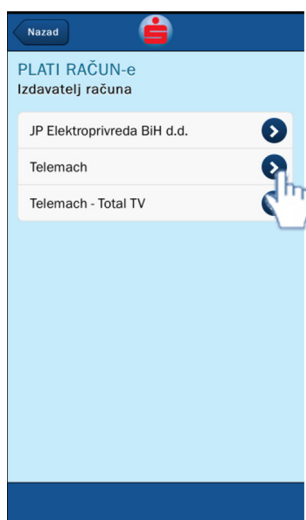 Nazad
PLATI RAČUN-e
Izdavatelj računa
JP Elektroprivreda BiH d.d.
Telemach
Telemach - Total TV